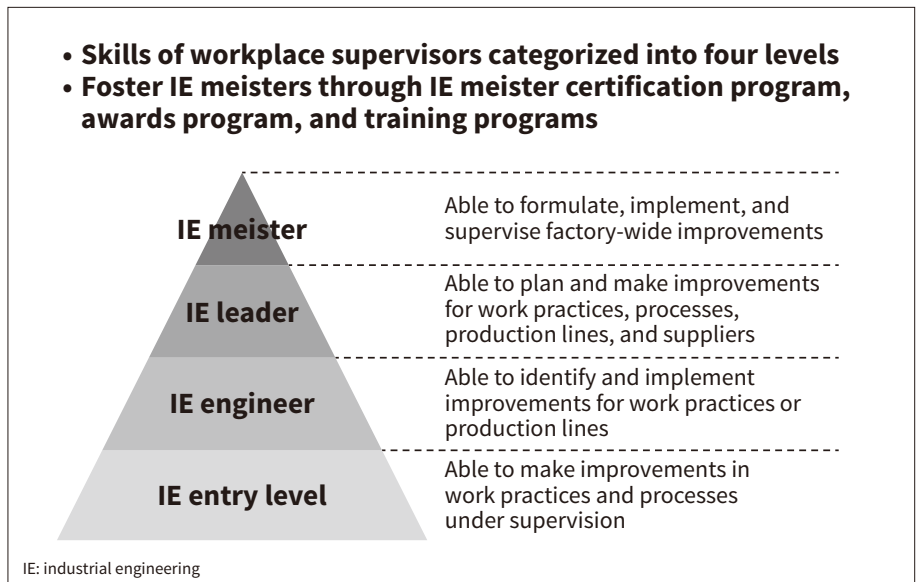 • Skills of workplace supervisors categorized into four levels
• Foster IE meisters through IE meister certification program,
awards program, and training programs
IE meister
Able to formulate, implement, and
supervise factory-wide improvements
IE leader
Able to plan and make improvements
for work practices, processes,
production lines, and suppliers
IE engineer
Able to identify and implement
improvements for work practices or
production lines
IE entry level
Able to make improvements in
work practices and processes
under supervision
IE: industrial engineering